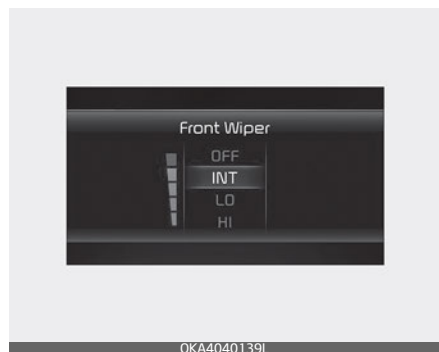 Front Wiper
OFF
INT
LO
HI
OKA4040139L